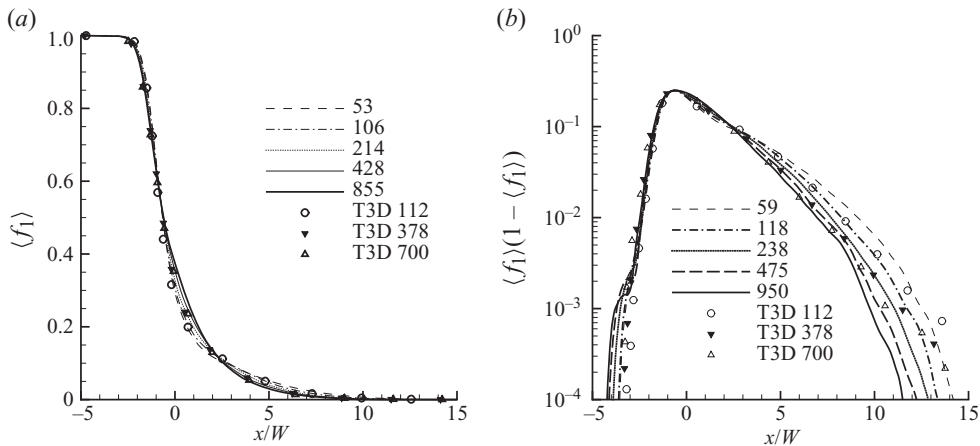 (a)
1.0
0.8
0.6
0.4
0.2
0
⟨f₁⟩
53
106
214
428
855
T3D 112
T3D 378
T3D 700
−5 0 5 10 15
x/W
(b)
10⁰
10⁻¹
10⁻²
10⁻³
10⁻⁴
⟨f₁⟩(1 − ⟨f₁⟩)
59
118
238
475
950
T3D 112
T3D 378
T3D 700
−5 0 5 10 15
x/W